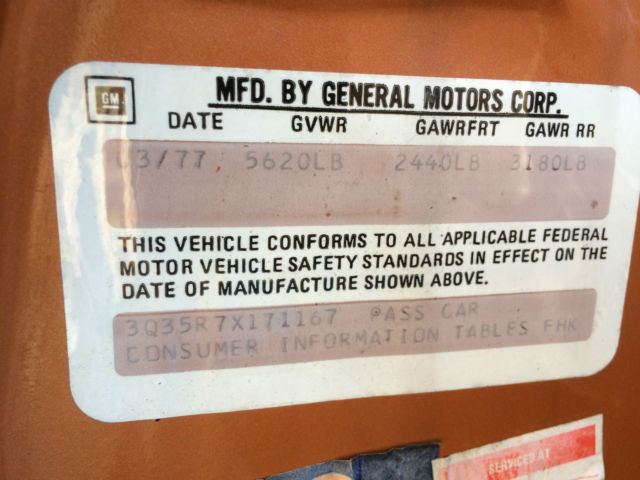 GM
MFD. BY GENERAL MOTORS CORP.
DATE GVWR GAWRFRT GAWR RR
03/77 5620LB 2440LB 3180LB
THIS VEHICLE CONFORMS TO ALL APPLICABLE FEDERAL
MOTOR VEHICLE SAFETY STANDARDS IN EFFECT ON THE
DATE OF MANUFACTURE SHOWN ABOVE.
3Q35R7X171167 PASS CAR
CONSUMER INFORMATION TABLES FHK
SERVICED AT